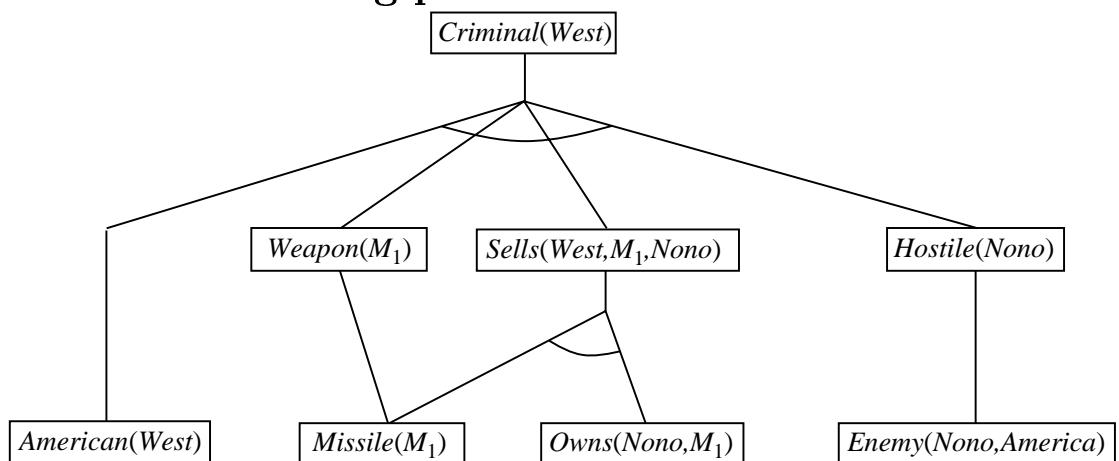 Criminal(West)
Weapon(M₁)
Sells(West,M₁,Nono)
Hostile(Nono)
American(West)
Missile(M₁)
Owns(Nono,M₁)
Enemy(Nono,America)